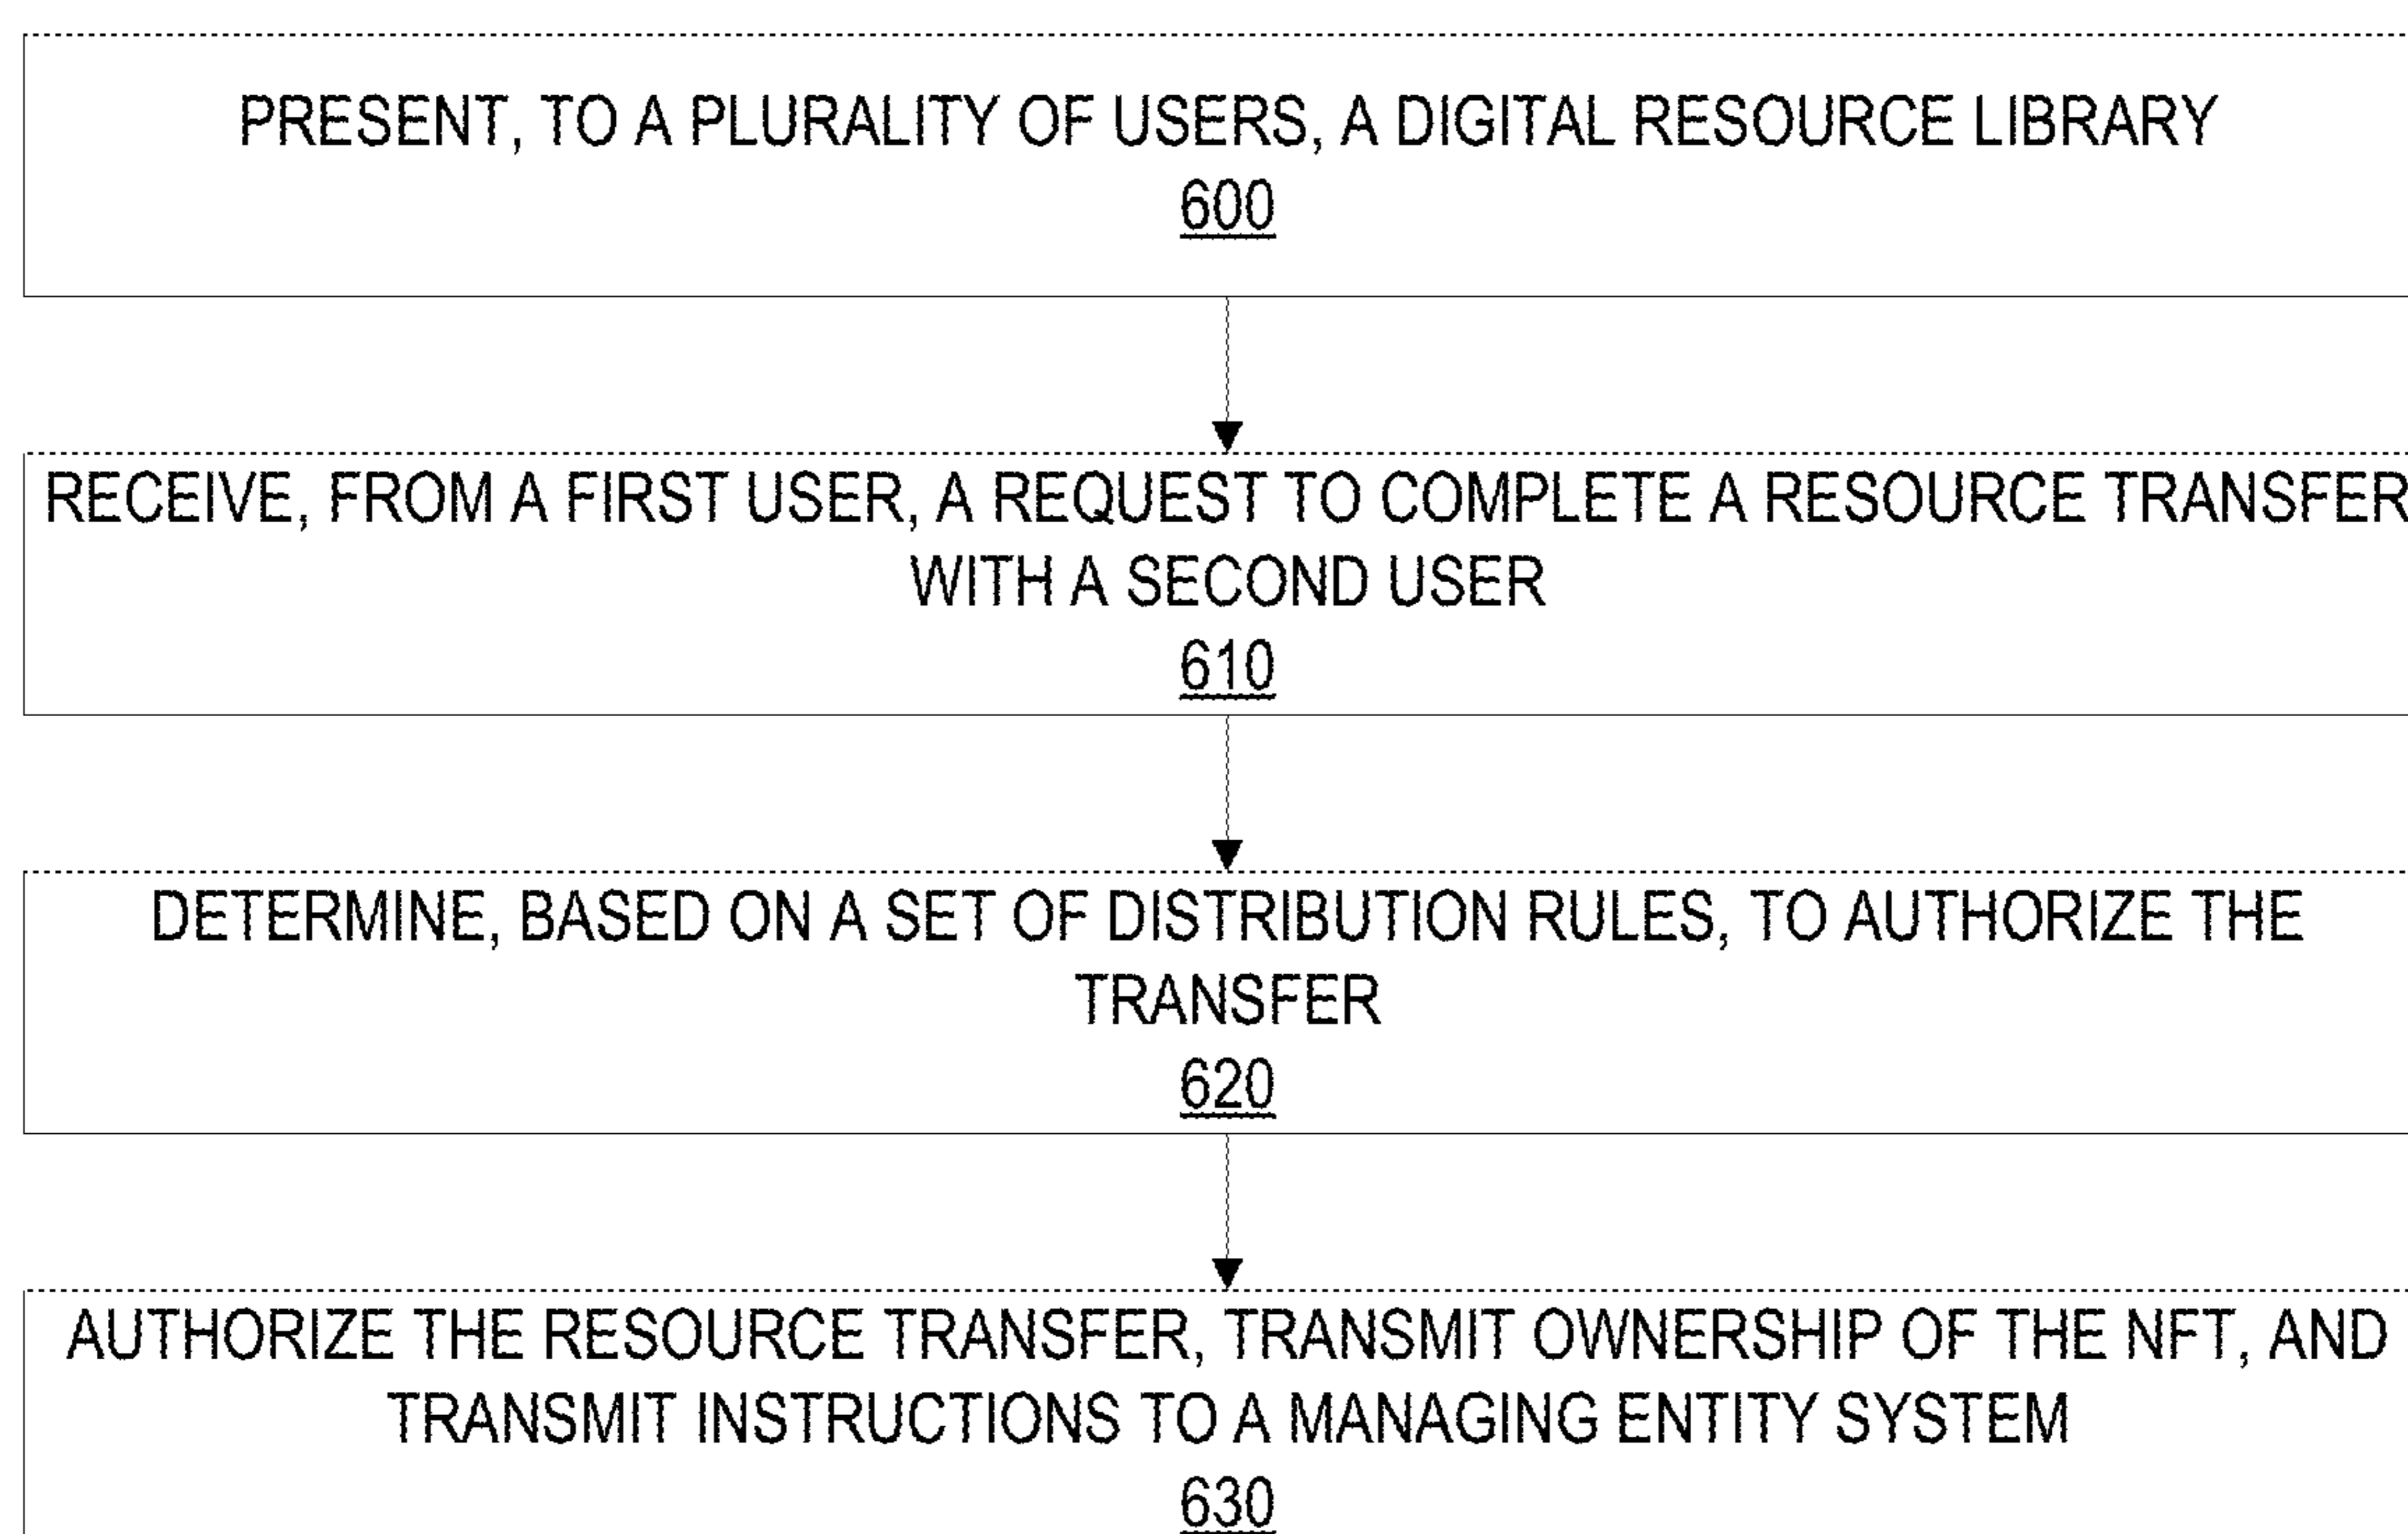 PRESENT, TO A PLURALITY OF USERS, A DIGITAL RESOURCE LIBRARY
600
RECEIVE, FROM A FIRST USER, A REQUEST TO COMPLETE A RESOURCE TRANSFER
WITH A SECOND USER
610
DETERMINE, BASED ON A SET OF DISTRIBUTION RULES, TO AUTHORIZE THE
TRANSFER
620
AUTHORIZE THE RESOURCE TRANSFER, TRANSMIT OWNERSHIP OF THE NFT, AND
TRANSMIT INSTRUCTIONS TO A MANAGING ENTITY SYSTEM
630